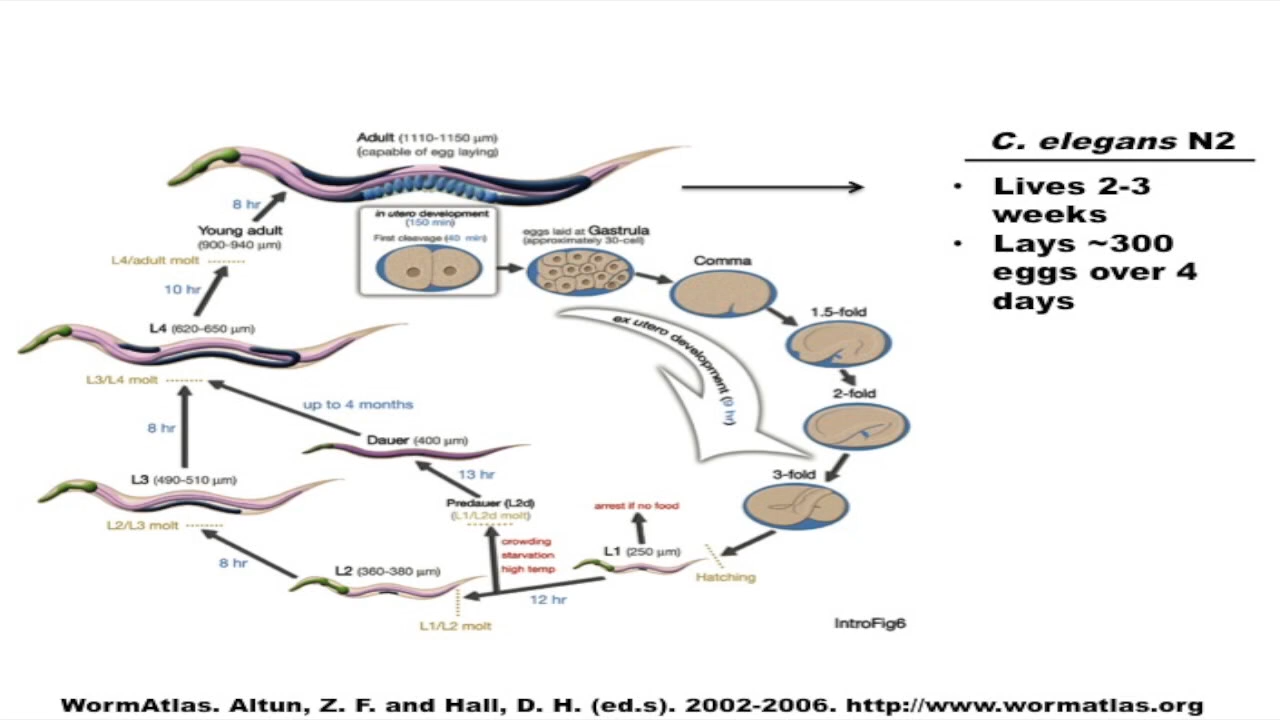 C. elegans N2
• Lives 2-3
weeks
• Lays ~300
eggs over 4
days
Adult (1110-1150 µm)
(capable of egg laying)
8 hr
in utero development
(150 min)
First cleavage (40 min)
eggs laid at Gastrula
(approximately 30-cell)
Comma
1.5-fold
2-fold
3-fold
ex utero development (9 hr)
Hatching
L1 (250 µm)
arrest if no food
12 hr
L1/L2 molt
crowding
starvation
high temp
Predauer (L2d)
(L1/L2d molt)
13 hr
Dauer (400 µm)
up to 4 months
L2 (360-380 µm)
8 hr
L2/L3 molt
L3 (490-510 µm)
8 hr
L3/L4 molt
L4 (620-650 µm)
10 hr
L4/adult molt
Young adult
(900-940 µm)
IntroFig6
WormAtlas. Altun, Z. F. and Hall, D. H. (ed.s). 2002-2006. http://www.wormatlas.org